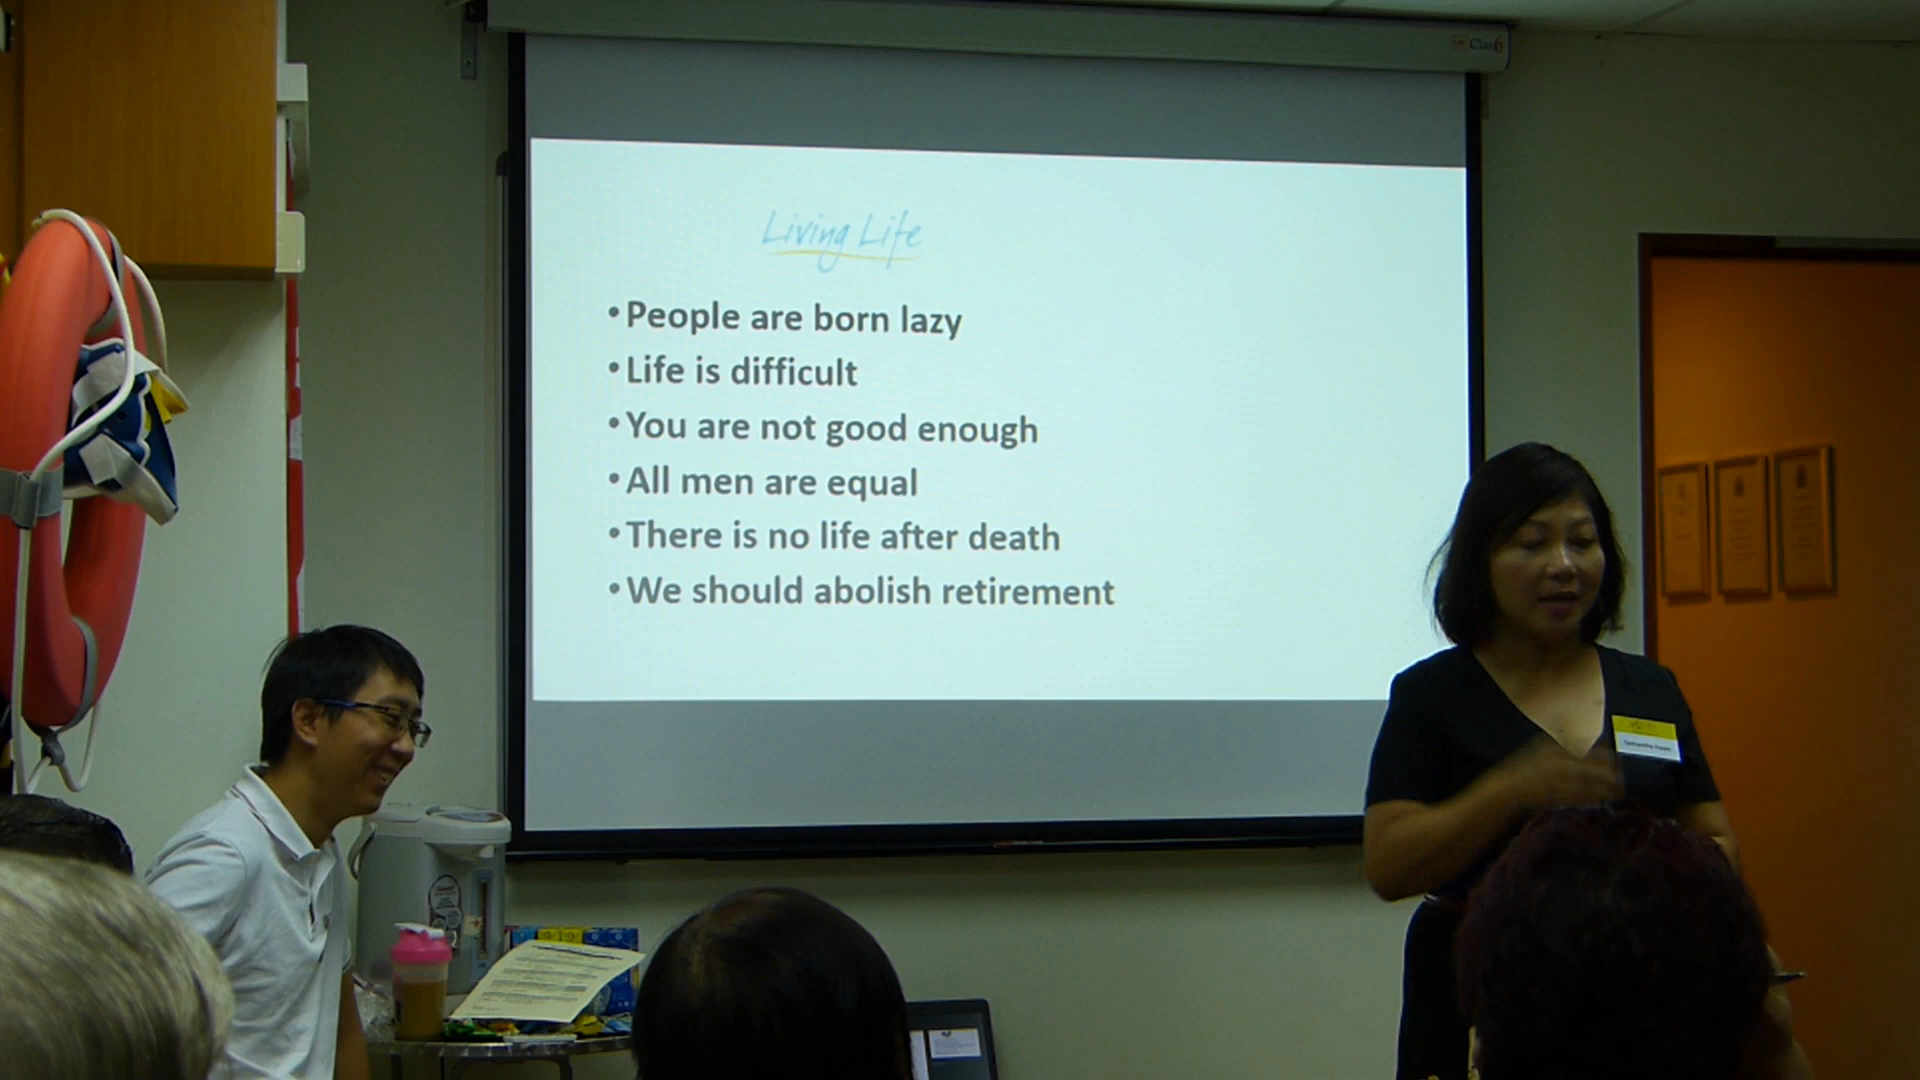 Living Life
• People are born lazy
• Life is difficult
• You are not good enough
• All men are equal
• There is no life after death
• We should abolish retirement